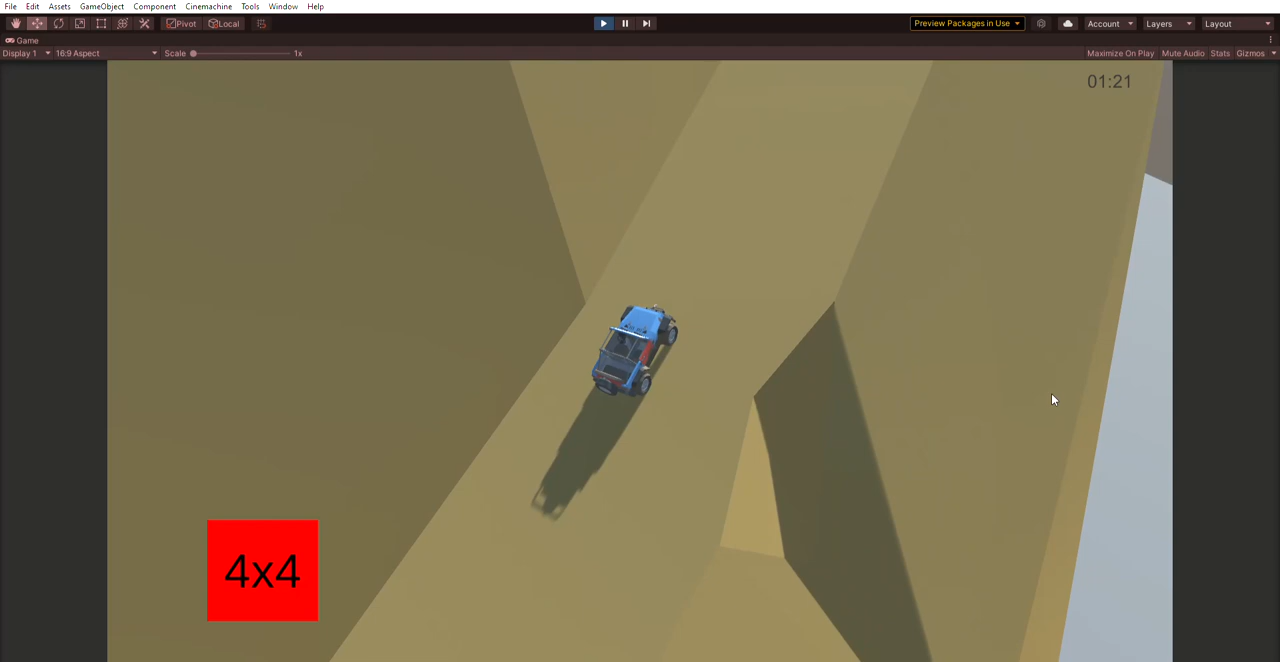 File Edit Assets GameObject Component Cinemachine Tools Window Help
Pivot Local Preview Packages in Use Account Layers Layout
Game
Display 1 16:9 Aspect Scale 1x Maximize On Play Mute Audio Stats Gizmos
01:21
4x4